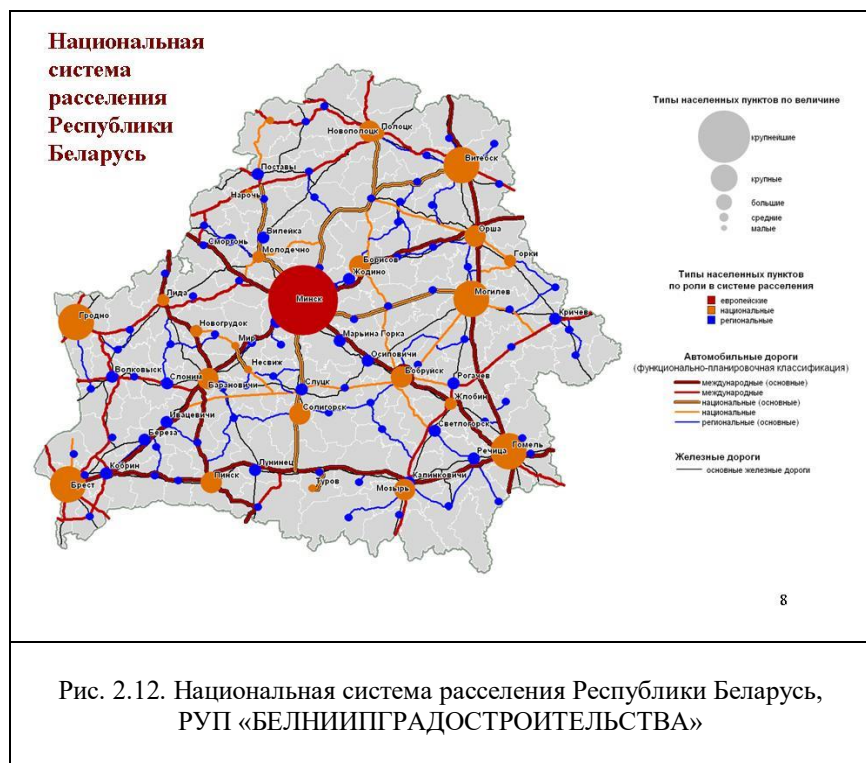 Национальная
система
расселения
Республики
Беларусь
Типы населенных пунктов по величине
крупнейшие
крупные
большие
средние
малые
Типы населенных пунктов
по роли в системе расселения
европейские
национальные
региональные
Автомобильные дороги
(функционально-планировочная классификация)
международные (основные)
международные
национальные (основные)
национальные
региональные (основные)
Железные дороги
основные железные дороги
Полоцк
Новополоцк
Витебск
Поставы
Нарочь
Вилейка
Сморгонь
Молодечно
Борисов
Жодино
Орша
Горки
Минск
Могилев
Кричев
Лида
Гродно
Новогрудок
Мир
Несвиж
Марьина Горка
Осиповичи
Волковыск
Слоним
Барановичи
Слуцк
Бобруйск
Рогачев
Жлобин
Ивацевичи
Солигорск
Светлогорск
Береза
Гомель
Речица
Кобрин
Брест
Пинск
Лунинец
Туров
Калинковичи
Мозырь
8
Рис. 2.12. Национальная система расселения Республики Беларусь,
РУП «БЕЛНИИПГРАДОСТРОИТЕЛЬСТВА»